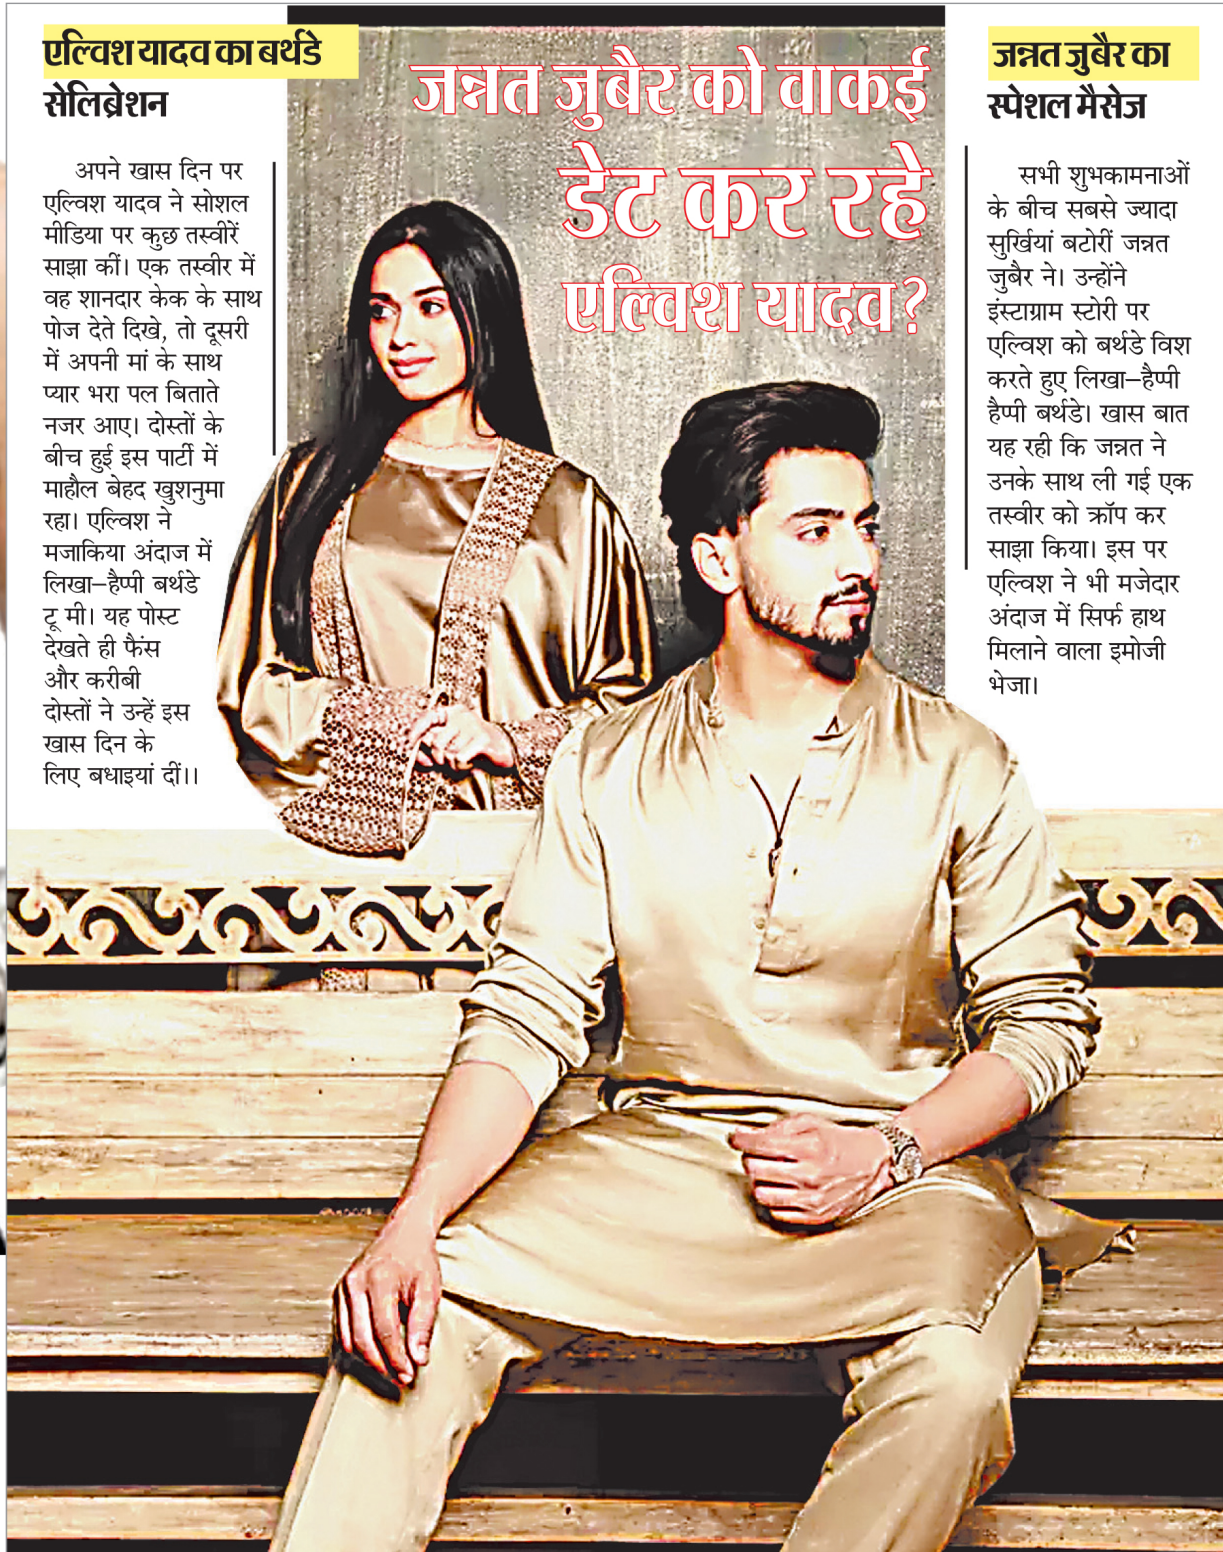 एल्विश यादव का बर्थडे
सेलिब्रेशन
अपने खास दिन पर
एल्विश यादव ने सोशल
मीडिया पर कुछ तस्वीरें
साझा कीं। एक तस्वीर में
वह शानदार केक के साथ
पोज देते दिखे, तो दूसरी
में अपनी मां के साथ
प्यार भरा पल बिताते
नजर आए। दोस्तों के
बीच हुई इस पार्टी में
माहौल बेहद खुशनुमा
रहा। एल्विश ने
मजाकिया अंदाज में
लिखा–हैप्पी बर्थडे
टू मी। यह पोस्ट
देखते ही फैंस
और करीबी
दोस्तों ने उन्हें इस
खास दिन के
लिए बधाइयां दीं।।
जन्नत जुबैर को वाकई
डेट कर रहे
एल्विश यादव?
जन्नत जुबैर का
स्पेशल मैसेज
सभी शुभकामनाओं
के बीच सबसे ज्यादा
सुर्खियां बटोरीं जन्नत
जुबैर ने। उन्होंने
इंस्टाग्राम स्टोरी पर
एल्विश को बर्थडे विश
करते हुए लिखा–हैप्पी
हैप्पी बर्थडे। खास बात
यह रही कि जन्नत ने
उनके साथ ली गई एक
तस्वीर को क्रॉप कर
साझा किया। इस पर
एल्विश ने भी मजेदार
अंदाज में सिर्फ हाथ
मिलाने वाला इमोजी
भेजा।